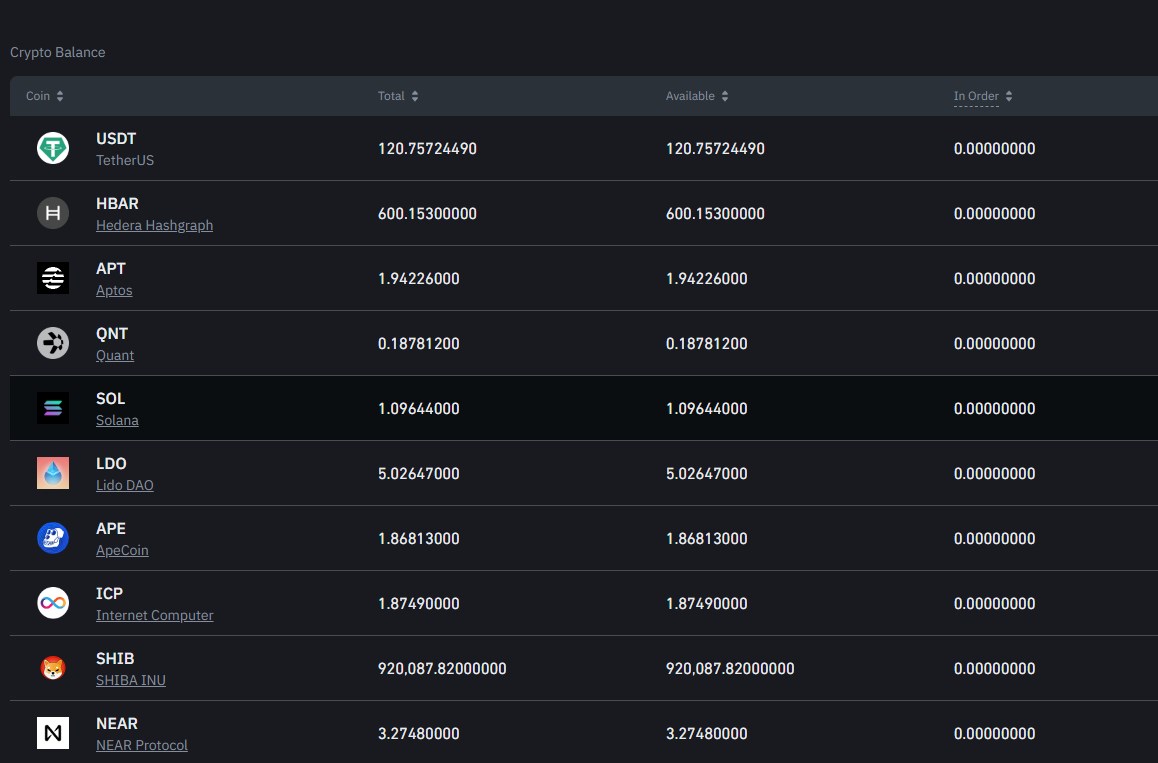 Crypto Balance
Coin Total Available In Order
USDT
TetherUS
120.75724490 120.75724490 0.00000000
HBAR
Hedera Hashgraph
600.15300000 600.15300000 0.00000000
APT
Aptos
1.94226000 1.94226000 0.00000000
QNT
Quant
0.18781200 0.18781200 0.00000000
SOL
Solana
1.09644000 1.09644000 0.00000000
LDO
Lido DAO
5.02647000 5.02647000 0.00000000
APE
ApeCoin
1.86813000 1.86813000 0.00000000
ICP
Internet Computer
1.87490000 1.87490000 0.00000000
SHIB
SHIBA INU
920,087.82000000 920,087.82000000 0.00000000
NEAR
NEAR Protocol
3.27480000 3.27480000 0.00000000